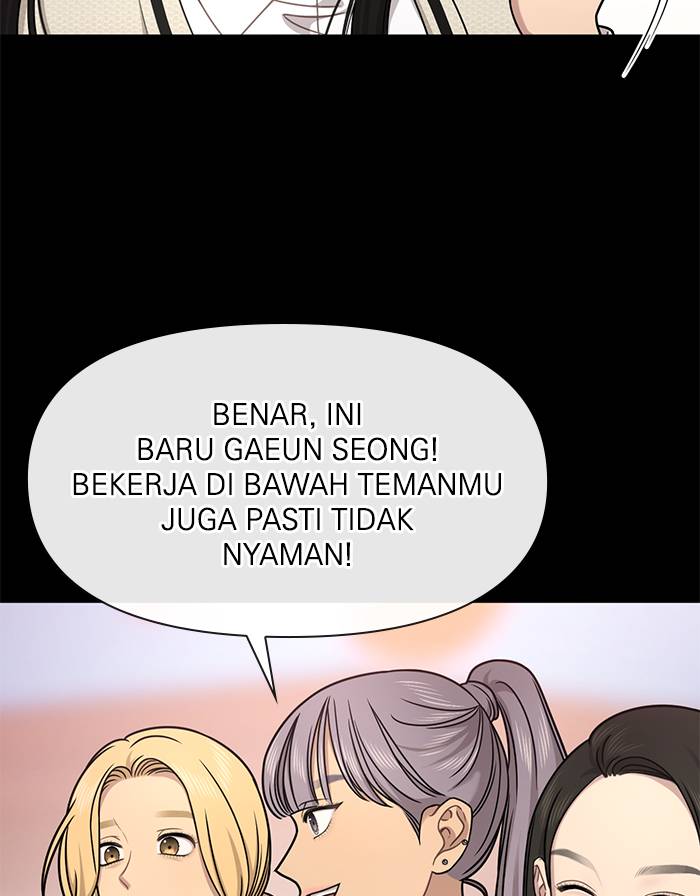 BENAR, INI
BARU GAEUN SEONG!
BEKERJA DI BAWAH TEMANMU
JUGA PASTI TIDAK
NYAMAN!